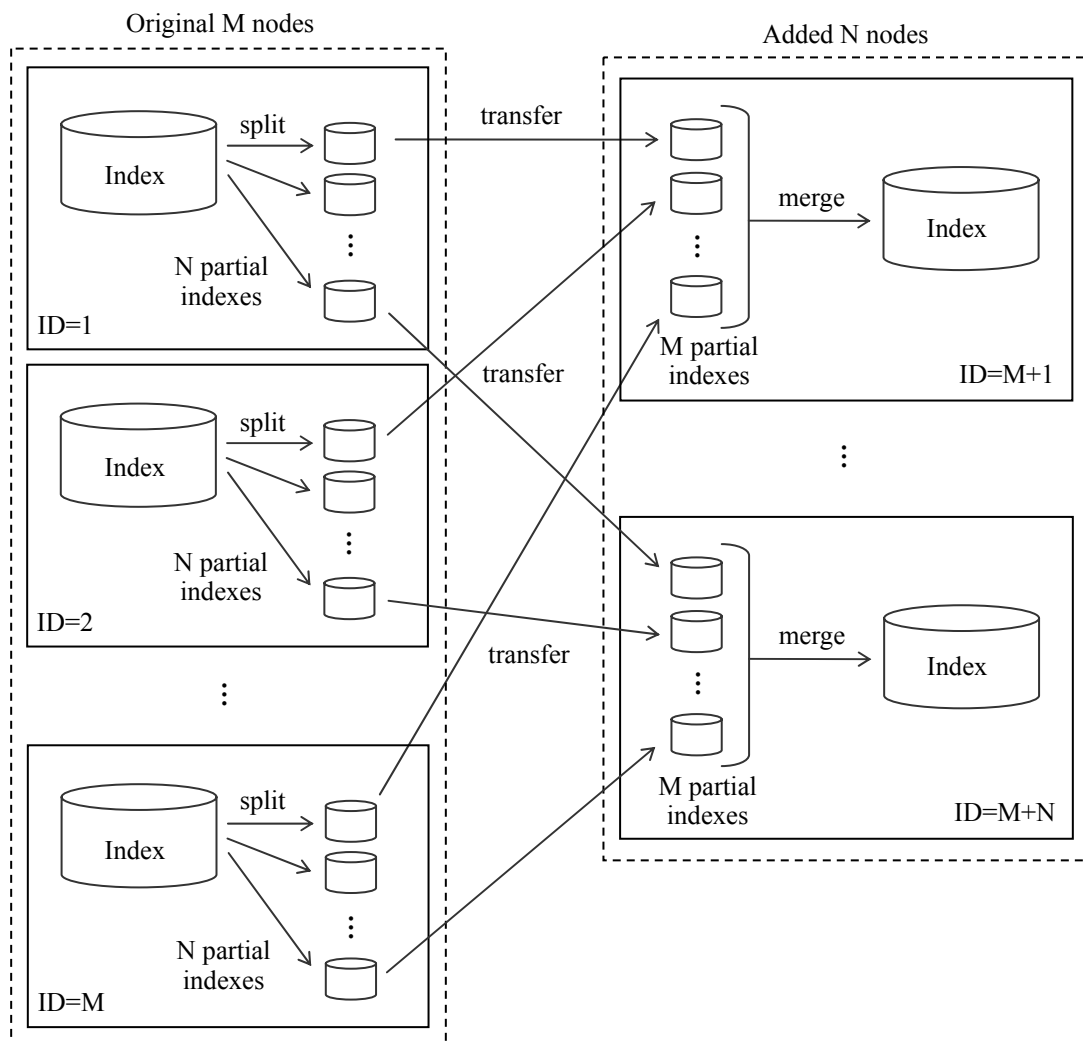 Original M nodes
Added N nodes
split
Index
N partial
indexes
ID=1
transfer
transfer
merge
Index
M partial
indexes
ID=M+1
split
Index
N partial
indexes
ID=2
transfer
merge
Index
M partial
indexes
ID=M+N
split
Index
N partial
indexes
ID=M